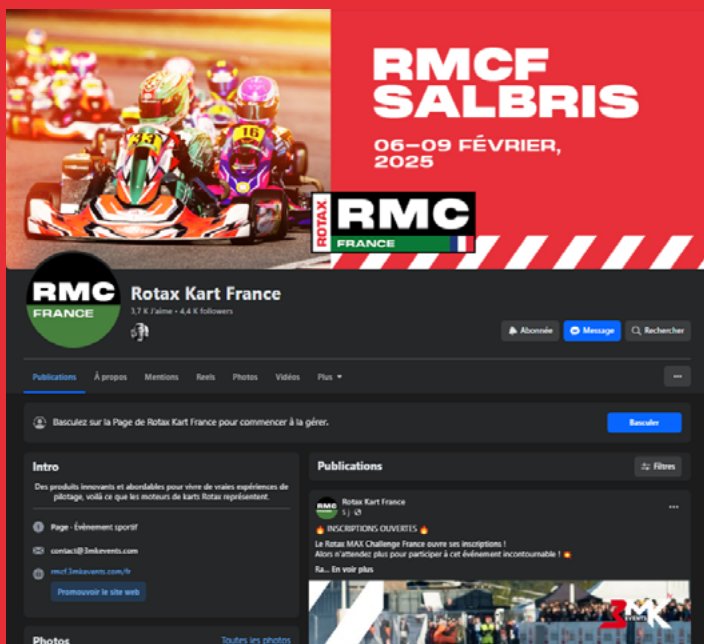 RMCF
SALBRIS
06–09 FÉVRIER,
2025
33
16
ROTAX
RMC
FRANCE
RMC
FRANCE
Rotax Kart France
3,7 K J'aime • 4,4 K followers
Abonnée
Message
Rechercher
Publications
À propos
Mentions
Reels
Photos
Vidéos
Plus
Basculez sur la Page de Rotax Kart France pour commencer à la gérer.
Basculer
Intro
Des produits innovants et abordables pour vivre de vraies expériences de
pilotage, voilà ce que les moteurs de karts Rotax représentent.
Page · Évènement sportif
contact@3mkevents.com
rmcf.3mkevents.com/fr
Promouvoir le site web
Photos
Toutes les photos
Publications
Filtres
RMC
Rotax Kart France
5 j
🔥 INSCRIPTIONS OUVERTES 🔥
Le Rotax MAX Challenge France ouvre ses inscriptions !
Alors n'attendez plus pour participer à cet événement incontournable ! 💥
Ra... En voir plus
3MK
EVENTS